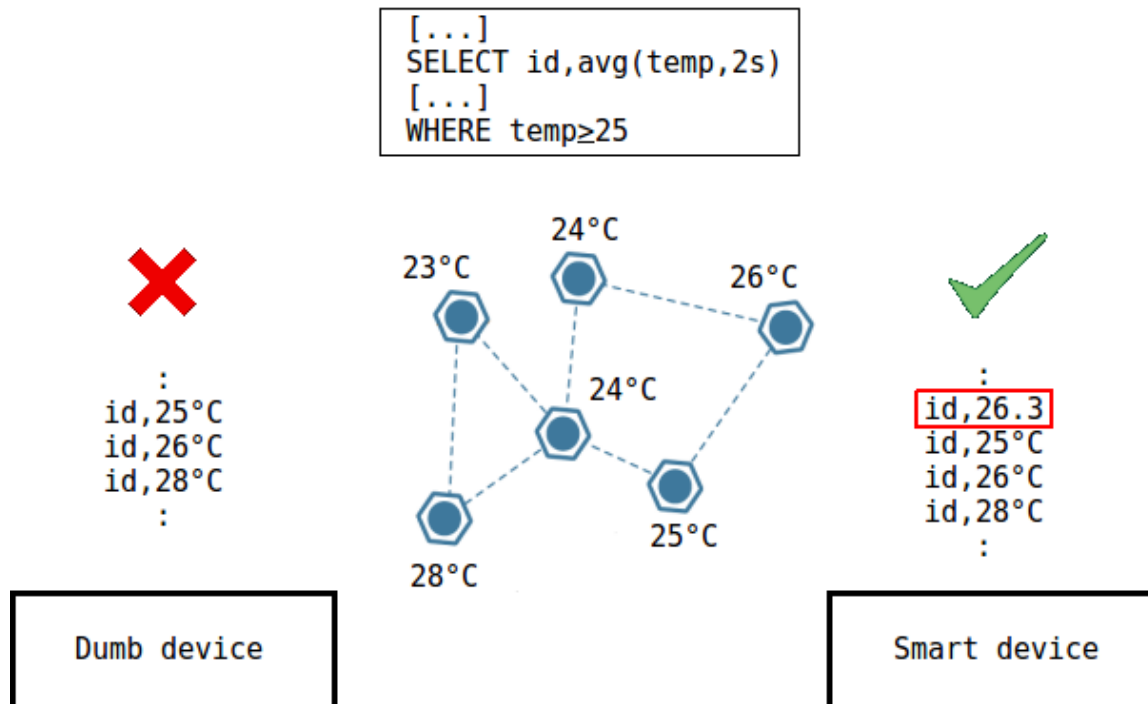 [...]
SELECT id,avg(temp,2s)
[...]
WHERE temp≥25
24°C
23°C
26°C
24°C
25°C
28°C
:
id,25°C
id,26°C
id,28°C
:
:
id,26.3
id,25°C
id,26°C
id,28°C
:
Dumb device
Smart device